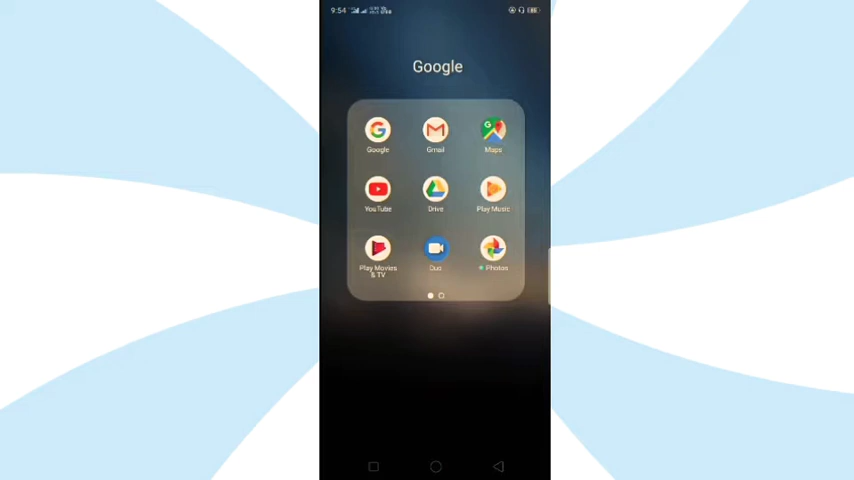 9:54
Google
Google Gmail Maps
YouTube Drive Play Music
Play Movies Duo Photos
& TV